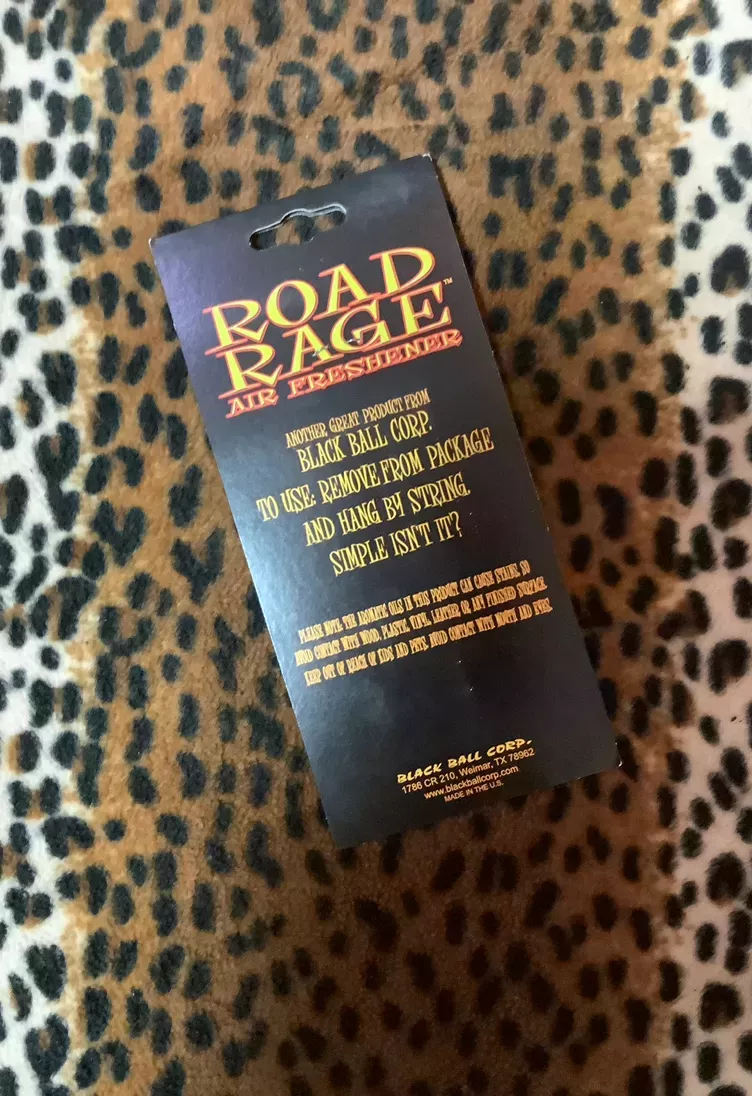 ROAD
RAGE™
AIR FRESHENER
ANOTHER GREAT PRODUCT FROM
BLACK BALL CORP.
TO USE: REMOVE FROM PACKAGE
AND HANG BY STRING.
SIMPLE ISN'T IT?
PLEASE NOTE: THE AROMATIC OILS IN THIS PRODUCT CAN CAUSE STAINS, SO
AVOID CONTACT WITH WOOD, PLASTIC, VINYL, LEATHER OR ANY FINISHED SURFACE.
KEEP OUT OF REACH OF KIDS AND PETS. AVOID CONTACT WITH MOUTH AND EYES.
BLACK BALL CORP.
1786 CR 210, Weimar, TX 78962
www.blackballcorp.com
MADE IN THE U.S.